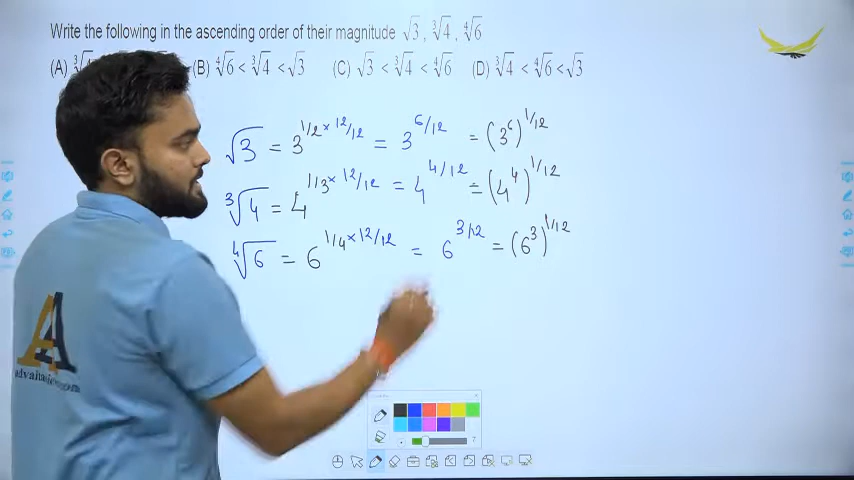 Write the following in the ascending order of their magnitude √3, ∛4, ∜6
(A) (B) ∜6 < ∛4 < √3 (C) √3 < ∛4 < ∜6 (D) ∛4 < ∜6 < √3
√3 = 3^(1/2 × 12/12) = 3^(6/12) = (3^6)^(1/12)
∛4 = 4^(1/3 × 12/12) = 4^(4/12) = (4^4)^(1/12)
∜6 = 6^(1/4 × 12/12) = 6^(3/12) = (6^3)^(1/12)
7